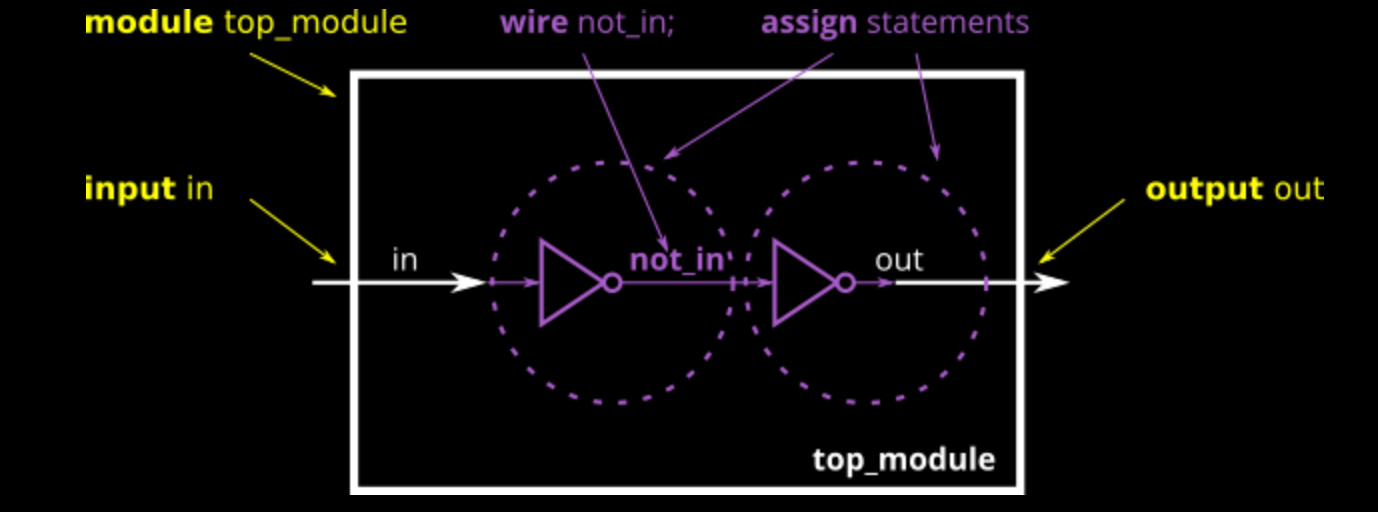 module top_module
wire not_in;
assign statements
input in
output out
in
not_in
out
top_module